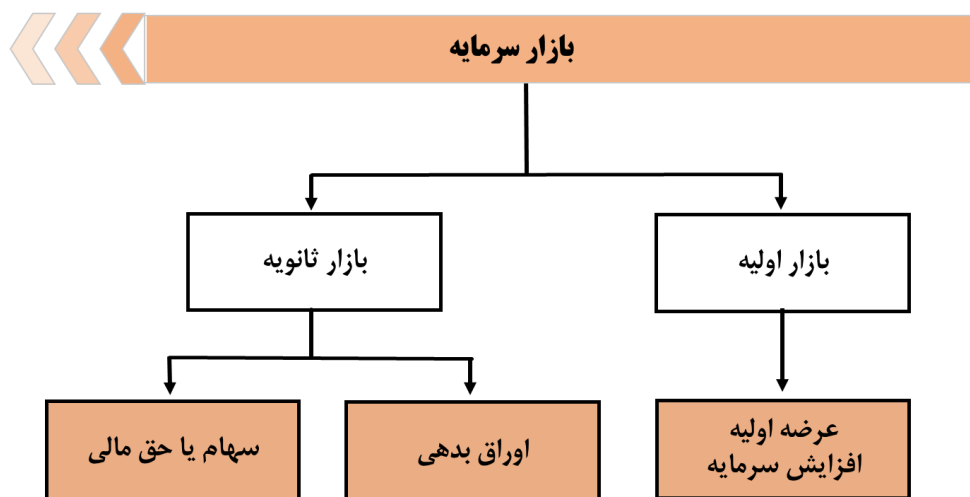 بازار سرمایه
بازار اولیه
بازار ثانویه
عرضه اولیه
افزایش سرمایه
اوراق بدهی
سهام یا حق مالی